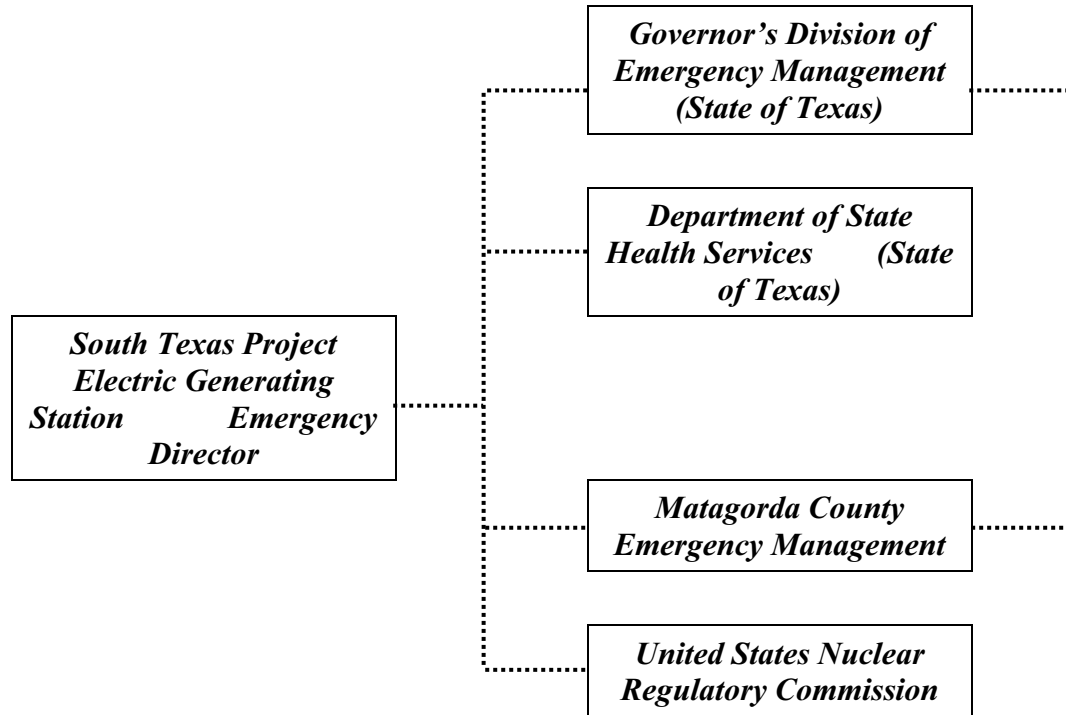 Governor’s Division of
Emergency Management
(State of Texas)
Department of State
Health Services (State
of Texas)
South Texas Project
Electric Generating
Station Emergency
Director
Matagorda County
Emergency Management
United States Nuclear
Regulatory Commission